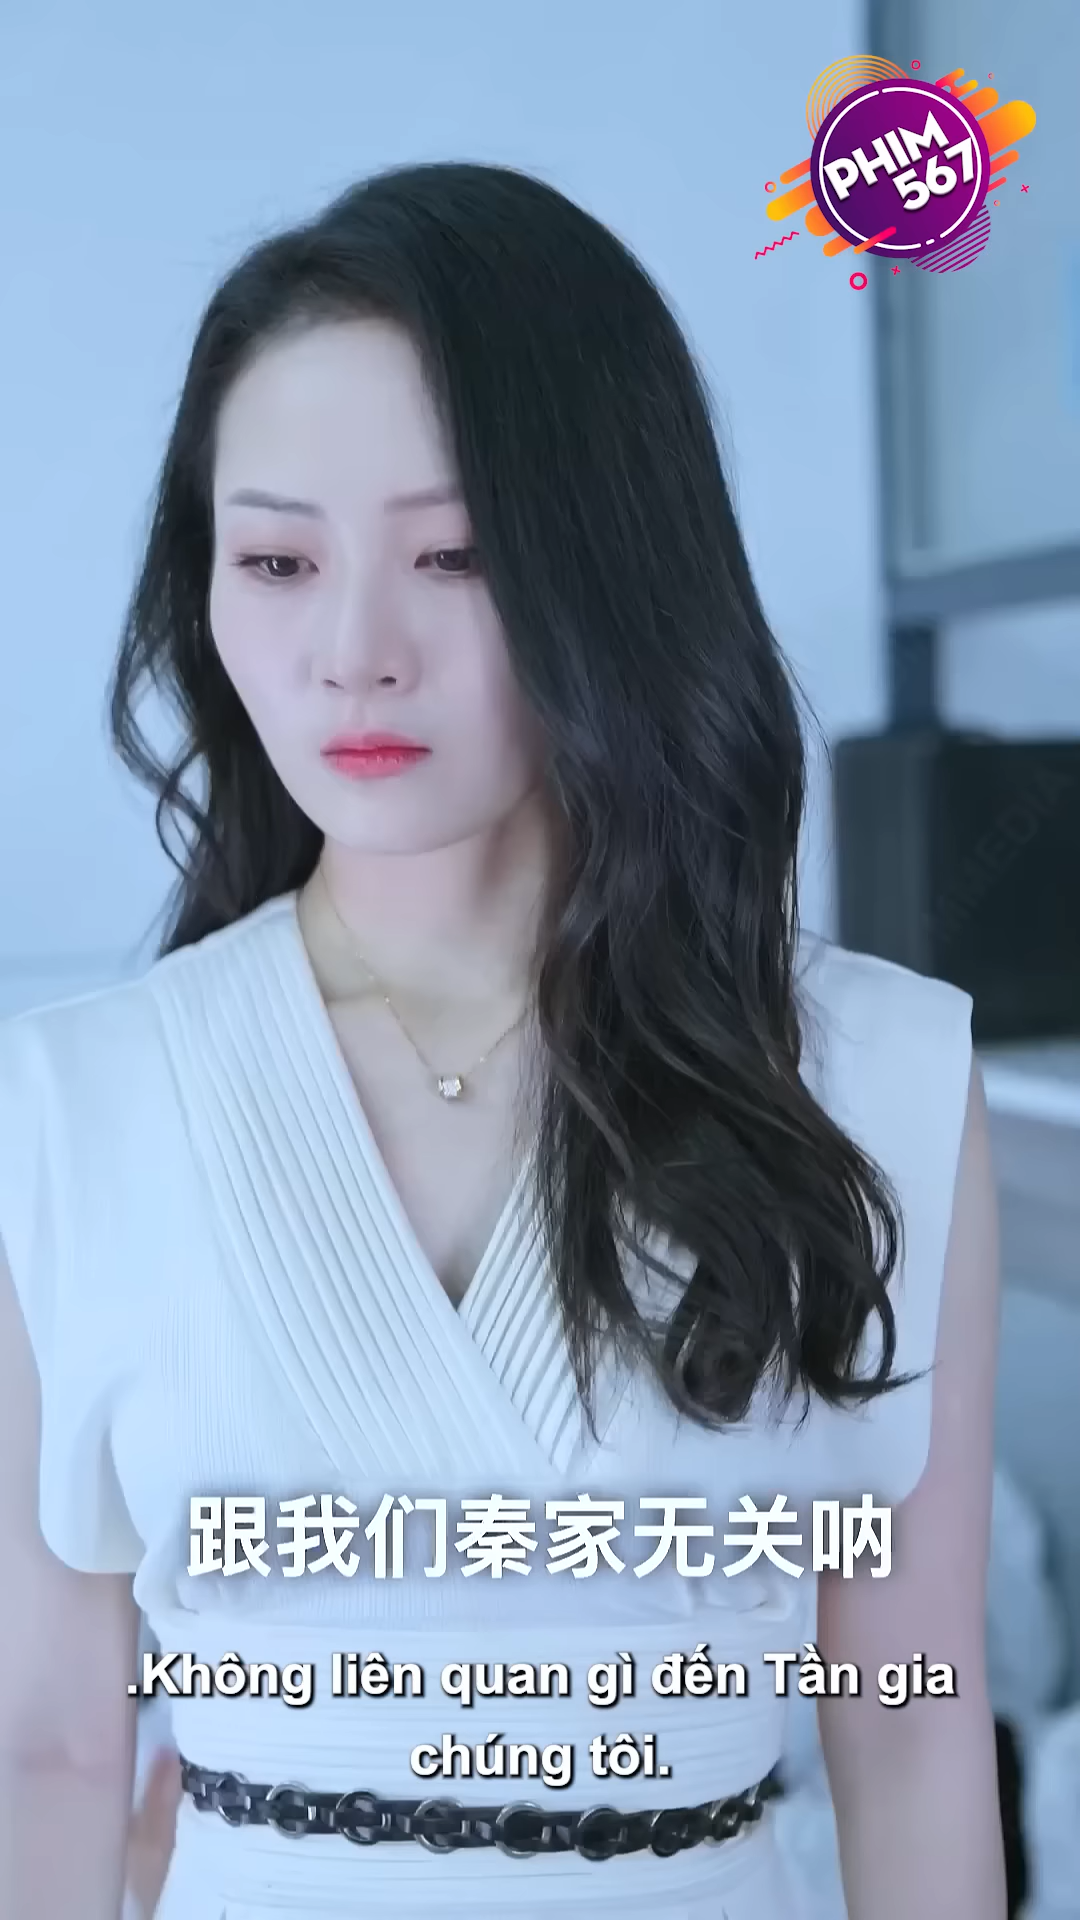 PHIM
567
MEDIA
跟我们秦家无关呐
.Không liên quan gì đến Tần gia
chúng tôi.